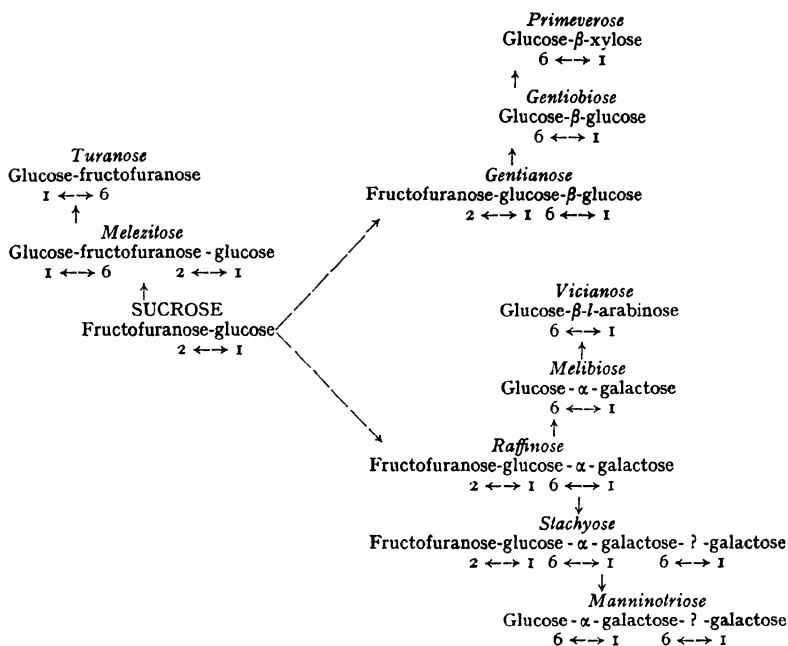 Primeverose
Glucose-β-xylose
6 ←→ 1
↑
Gentiobiose
Glucose-β-glucose
6 ←→ 1
↑
Gentianose
Fructofuranose-glucose-β-glucose
2 ←→ 1 6 ←→ 1
Turanose
Glucose-fructofuranose
1 ←→ 6
↑
Melezitose
Glucose-fructofuranose - glucose
1 ←→ 6 2 ←→ 1
↑
SUCROSE
Fructofuranose-glucose
2 ←→ 1
Vicianose
Glucose-β-l-arabinose
6 ←→ 1
↑
Melibiose
Glucose - α - galactose
6 ←→ 1
↑
Raffinose
Fructofuranose-glucose - α - galactose
2 ←→ 1 6 ←→ 1
↓
Stachyose
Fructofuranose-glucose - α - galactose- ? -galactose
2 ←→ 1 6 ←→ 1 6 ←→ 1
↓
Manninotriose
Glucose - α - galactose- ? -galactose
6 ←→ 1 6 ←→ 1